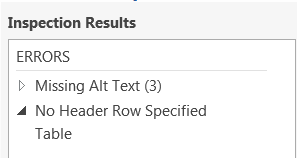 Inspection Results
ERRORS
Missing Alt Text (3)
No Header Row Specified
Table